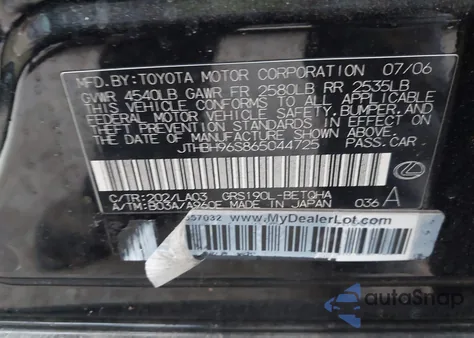 MFD. BY: TOYOTA MOTOR CORPORATION 07/06
GVWR 4540LB GAWR FR 2580LB RR 2535LB
THIS VEHICLE CONFORMS TO ALL APPLICABLE
FEDERAL MOTOR VEHICLE SAFETY, BUMPER, AND
THEFT PREVENTION STANDARDS IN EFFECT ON
THE DATE OF MANUFACTURE SHOWN ABOVE.
JTHBH96S865044725 PASS. CAR
C/TR: 202/LA03 GRS190L-BETQHA
A/TM: B03A/A960E MADE IN JAPAN 036 A
57032 www.MyDealerLot.com
autoSnap